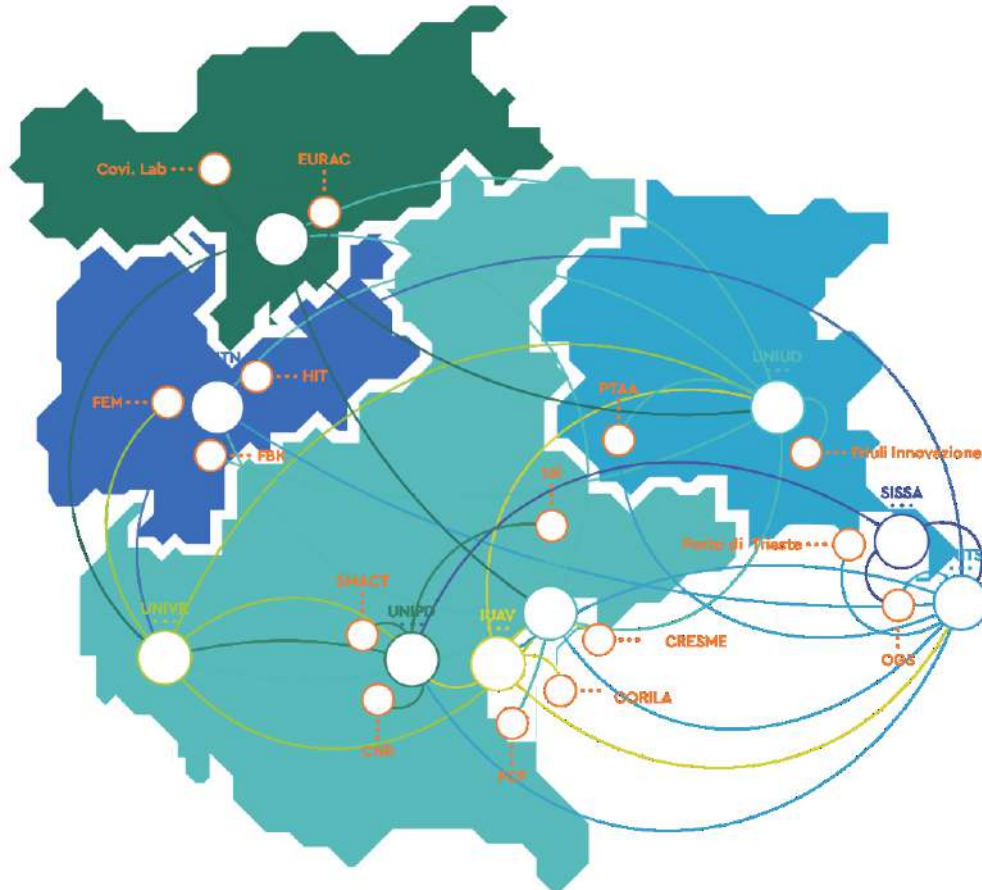 EURAC
Covi. Lab
HIT
FEM
FBK
UNIUD
PTAA
Friuli Innovazione
SISSA
Porto di Trieste
SMACT
UNIVR
UNIPD
IUAV
CRESME
OGS
CORILA
CNR